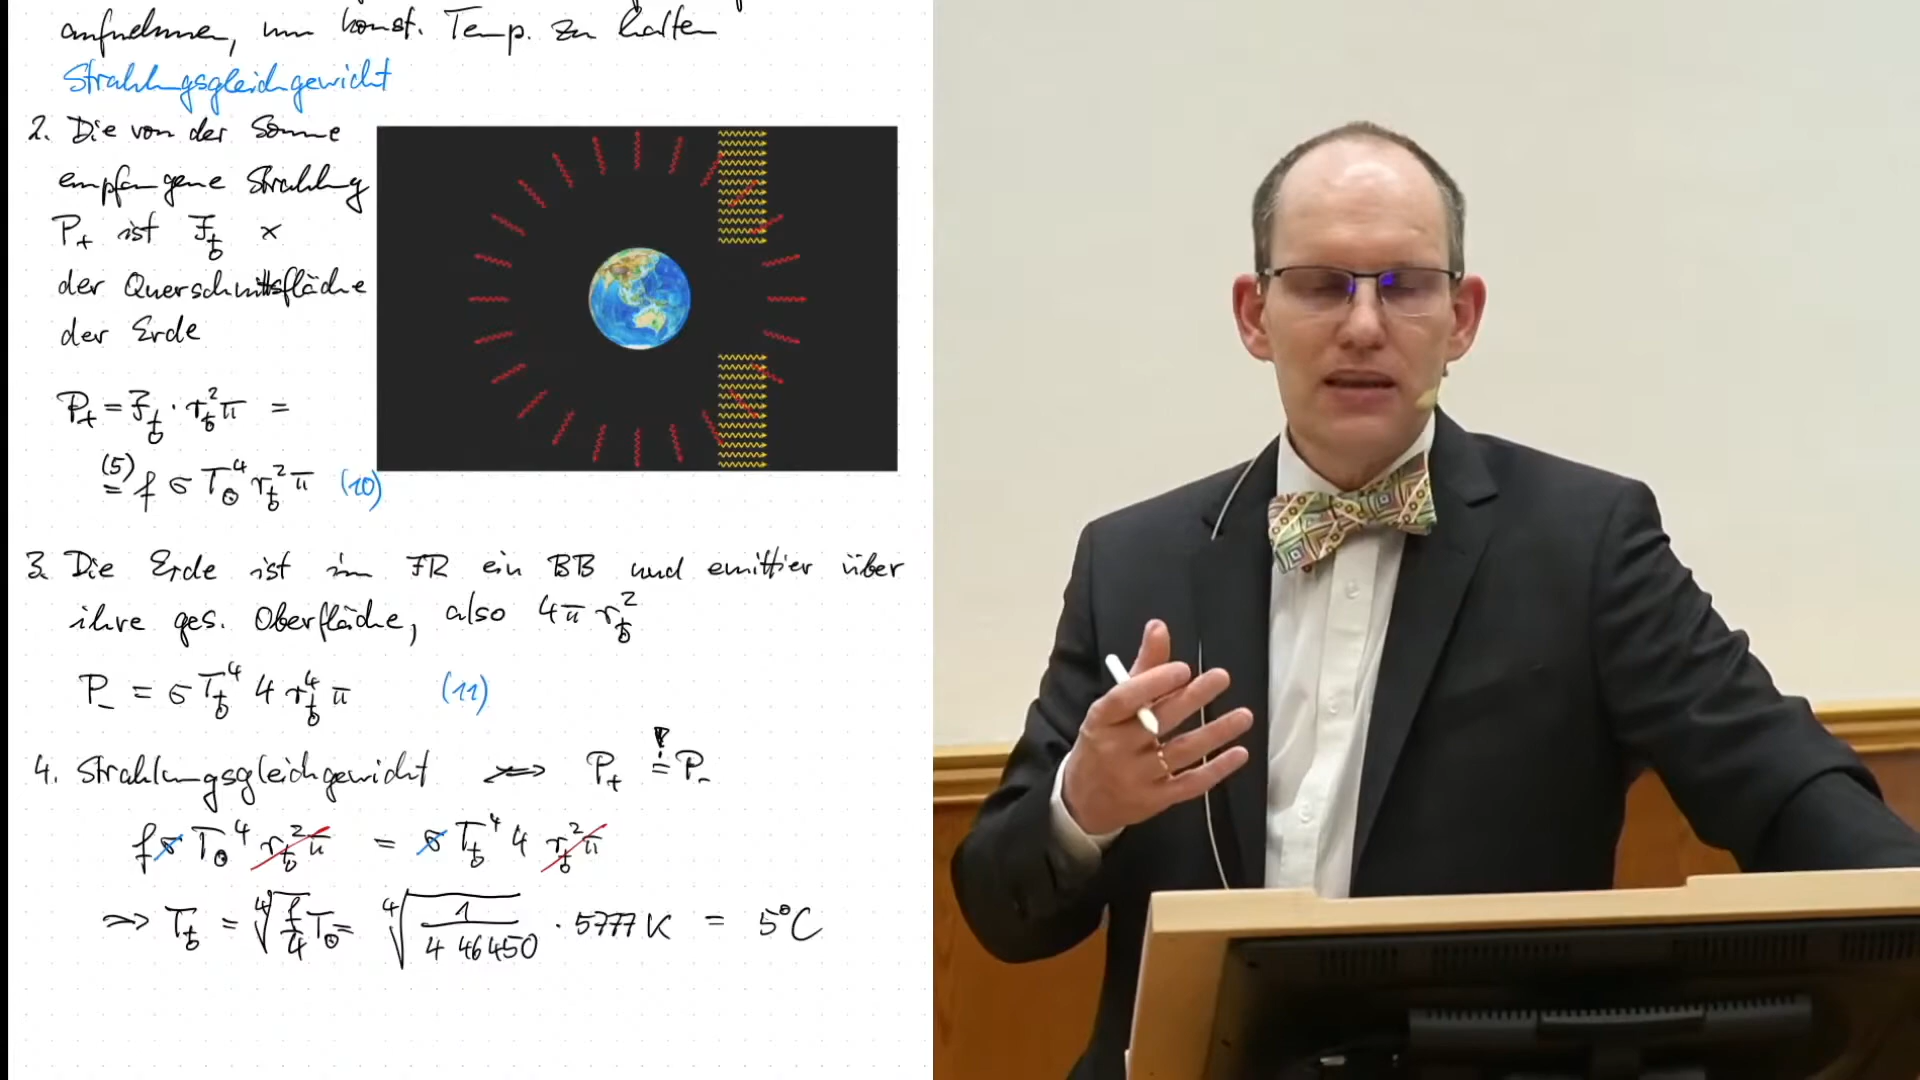 aufnehmen, um konst. Temp. zu halten
Strahlungsgleichgewicht
2. Die von der Sonne
empfangene Strahlung
P₊ ist F♁ ×
der Querschnittsfläche
der Erde
P₊ = F♁ · r♁² π =
(5)= f σ T⊙⁴ r♁² π (10)
3. Die Erde ist im IR ein BB und emittier über
ihre ges. Oberfläche, also 4π r♁²
P₋ = σ T♁⁴ 4 r♁⁴ π (11)
4. Strahlungsgleichgewicht ⟺ P₊ =! P₋
f σ T⊙⁴ r♁² π = σ T♁⁴ 4 r♁² π
⇒ T♁ = ⁴√(f/4) T⊙ = ⁴√(1/(4 46450)) · 5777 K = 5°C